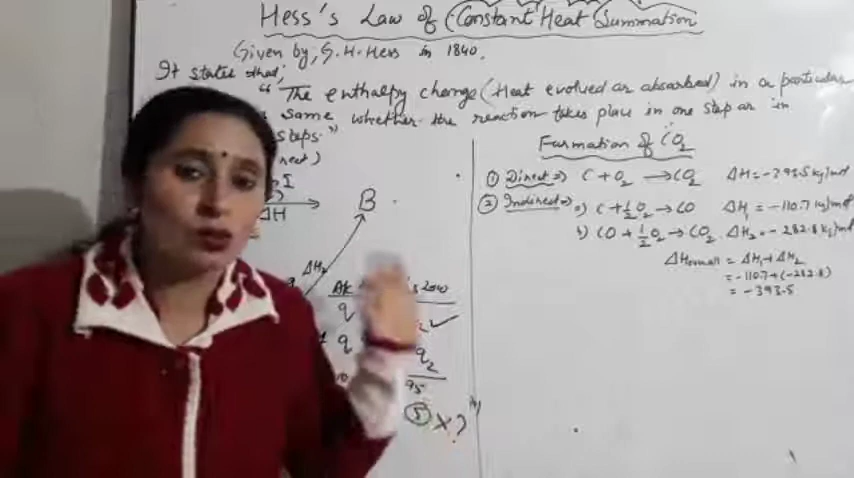 Hess's Law of Constant Heat Summation
Given by, G.H. Hess in 1840.
It states that,
"The enthalpy change (Heat evolved or absorbed) in a particular
same whether the reaction takes place in one step or in
steps."
I
ΔH
B
ΔH₂
q
q
q₂
⑤ × ?
Formation of CO₂
① Direct ⇒ C + O₂ → CO₂ ΔH = -393.5 kJ/mol
② Indirect ⇒ a) C + ½O₂ → CO ΔH₁ = -110.7 kJ/mol
b) CO + ½O₂ → CO₂ ΔH₂ = -282.8 kJ/mol
ΔHoverall = ΔH₁ + ΔH₂
= -110.7 + (-282.8)
= -393.5